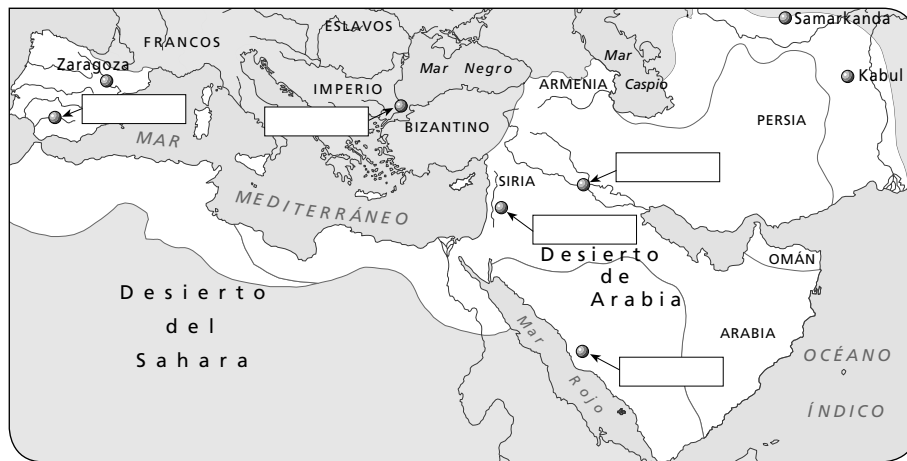 Samarkanda
ESLAVOS
FRANCOS
Zaragoza
Mar Negro
Mar
Caspio
Kabul
IMPERIO
ARMENIA
BIZANTINO
PERSIA
MAR
SIRIA
MEDITERRÁNEO
Desierto
de
Arabia
OMÁN
Desierto
del
Sahara
Mar
Rojo
ARABIA
OCÉANO
ÍNDICO